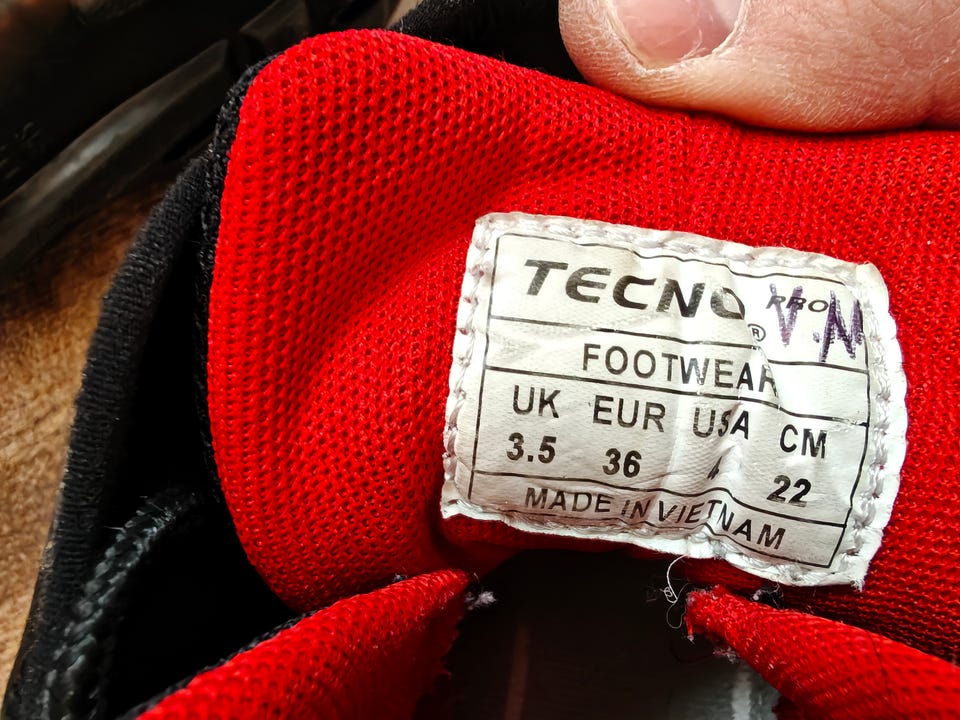 TECNO PRO V.N
®
FOOTWEAR
UK EUR USA CM
3.5 36 4 22
MADE IN VIETNAM